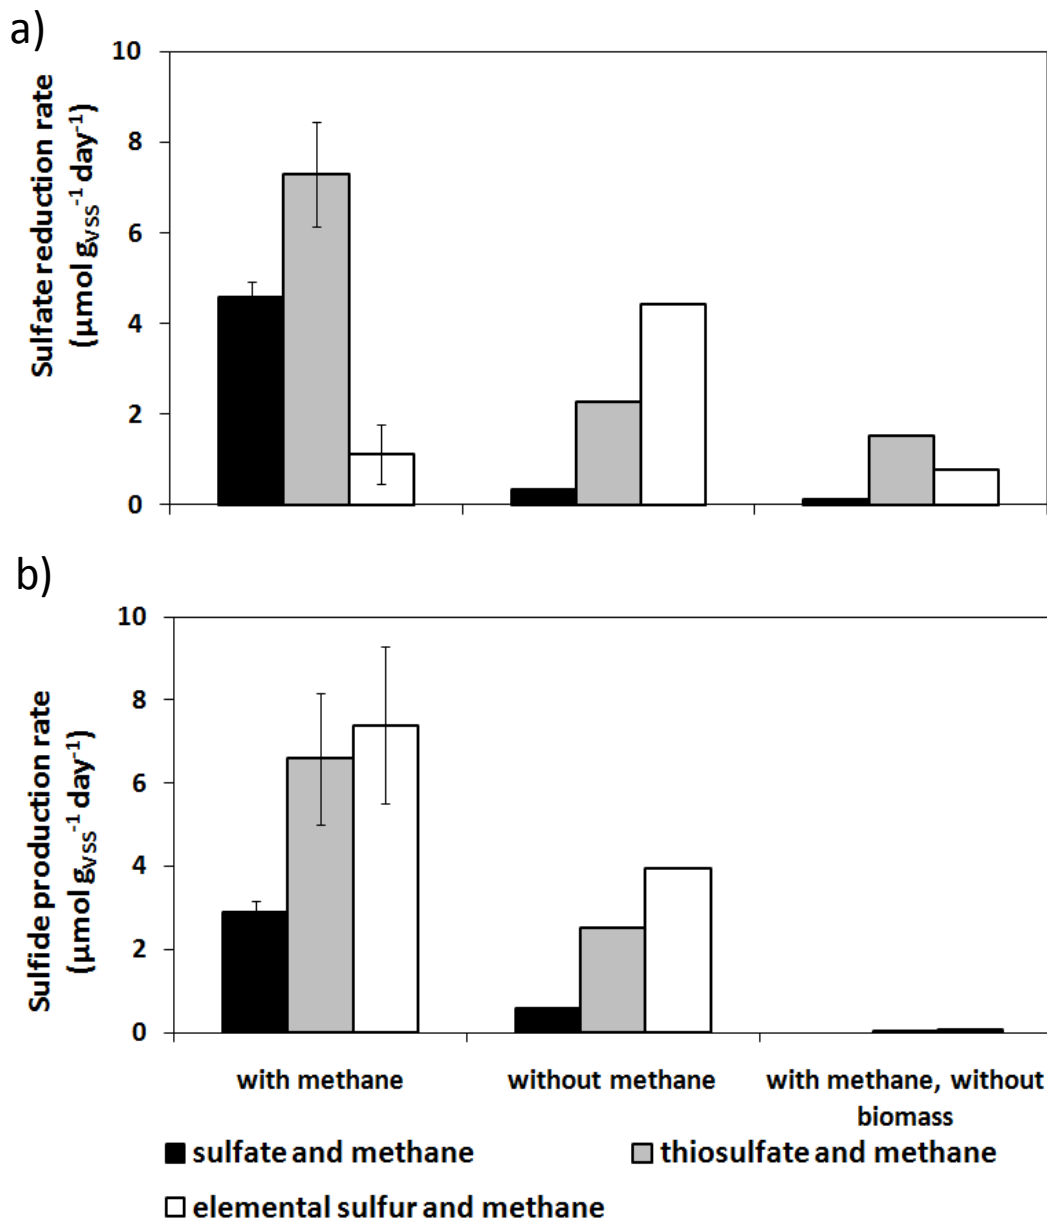 a)
Sulfate reduction rate
(µmol gVSS⁻¹ day⁻¹)
10
8
6
4
2
0
b)
Sulfide production rate
(µmol gVSS⁻¹ day⁻¹)
10
8
6
4
2
0
with methane
without methane
with methane, without
biomass
sulfate and methane
thiosulfate and methane
elemental sulfur and methane